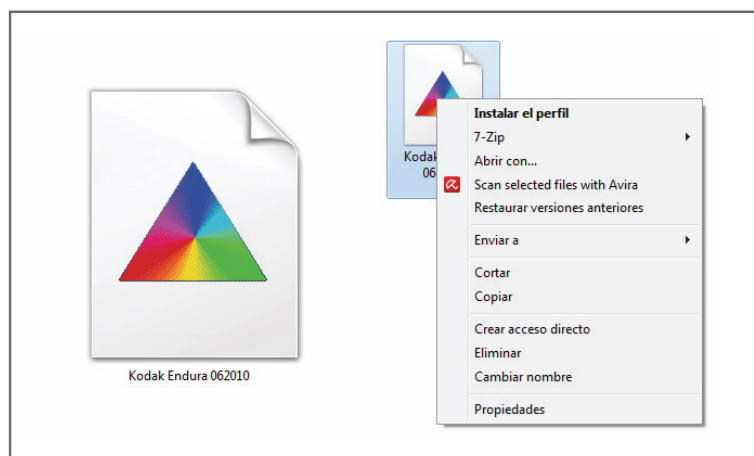 Kodak Endura 062010
Kodak
06
Instalar el perfil
7-Zip
Abrir con...
Scan selected files with Avira
Restaurar versiones anteriores
Enviar a
Cortar
Copiar
Crear acceso directo
Eliminar
Cambiar nombre
Propiedades